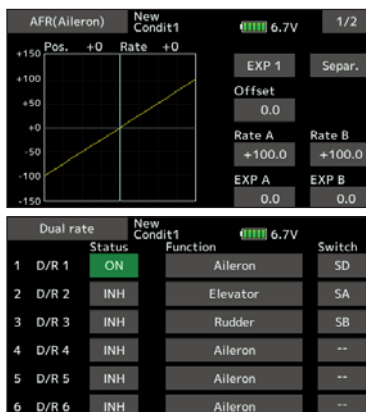 AFR(Aileron) New Condit1 6.7V 1/2
Pos. +0 Rate +0
+150
+100
+50
+0
-50
-100
-150
EXP 1 Separ.
Offset
0.0
Rate A Rate B
+100.0 +100.0
EXP A EXP B
0.0 0.0
Dual rate New Condit1 6.7V
Status Function Switch
1 D/R 1 ON Aileron SD
2 D/R 2 INH Elevator SA
3 D/R 3 INH Rudder SB
4 D/R 4 INH Aileron --
5 D/R 5 INH Aileron --
6 D/R 6 INH Aileron --